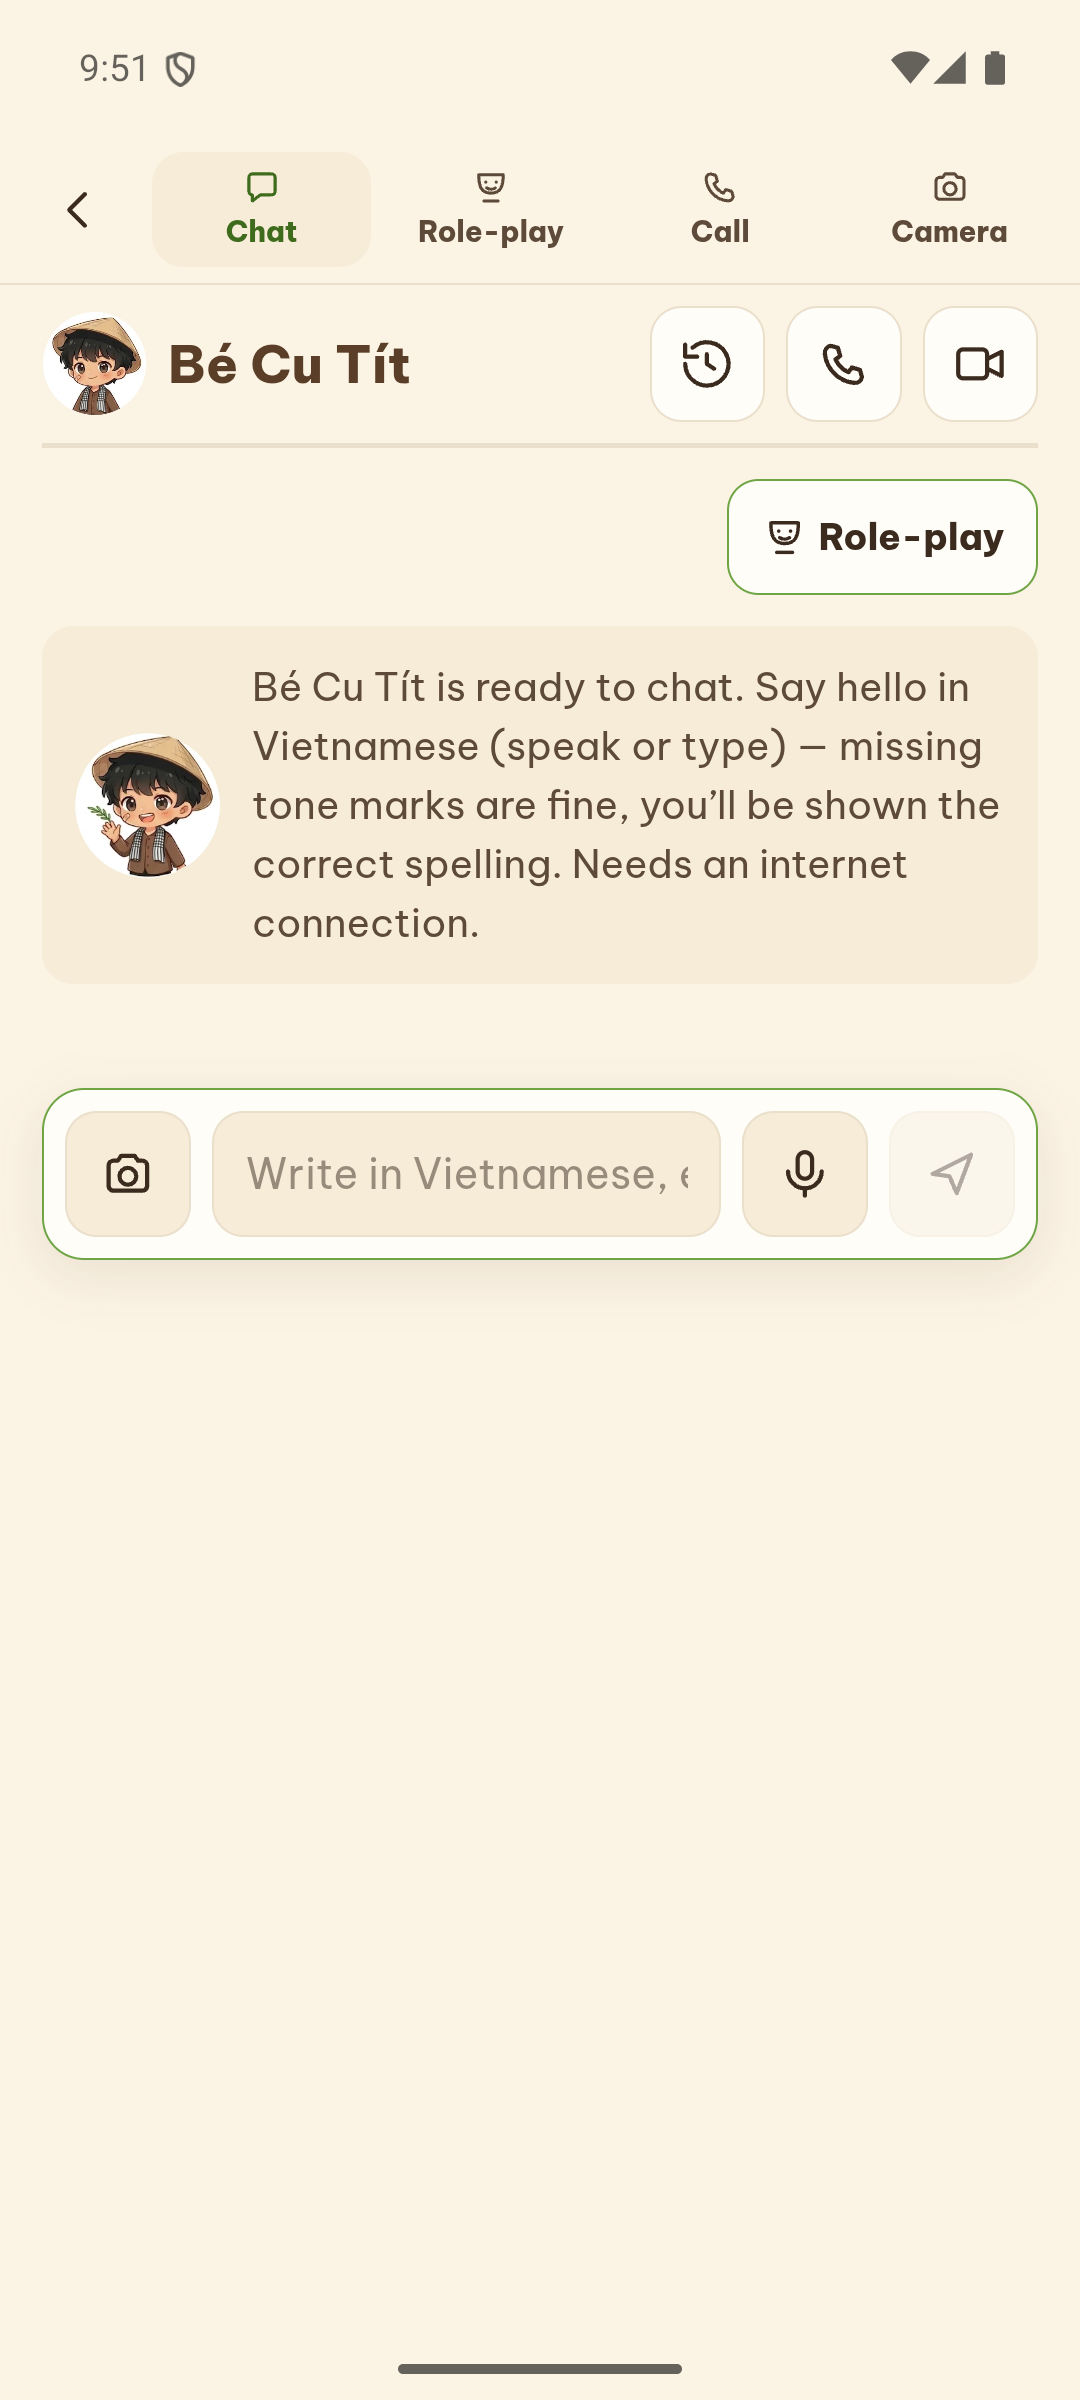 9:51
Chat
Role-play
Call
Camera
Bé Cu Tít
Role-play
Bé Cu Tít is ready to chat. Say hello in
Vietnamese (speak or type) — missing
tone marks are fine, you’ll be shown the
correct spelling. Needs an internet
connection.
Write in Vietnamese,